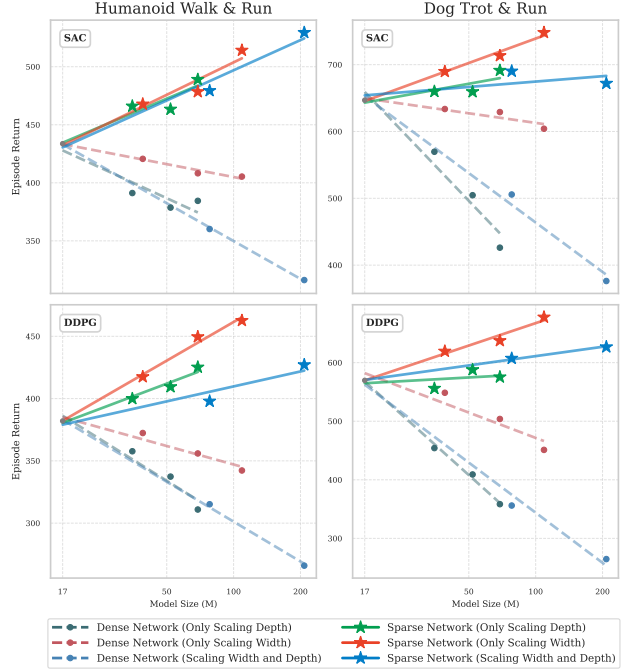 Humanoid Walk & Run
Dog Trot & Run
SAC
500
450
400
350
Episode Return
SAC
700
600
500
400
DDPG
450
400
350
300
Episode Return
17
50
100
200
Model Size (M)
DDPG
600
500
400
300
17
50
100
200
Model Size (M)
Dense Network (Only Scaling Depth)
Dense Network (Only Scaling Width)
Dense Network (Scaling Width and Depth)
Sparse Network (Only Scaling Depth)
Sparse Network (Only Scaling Width)
Sparse Network (Scaling Width and Depth)